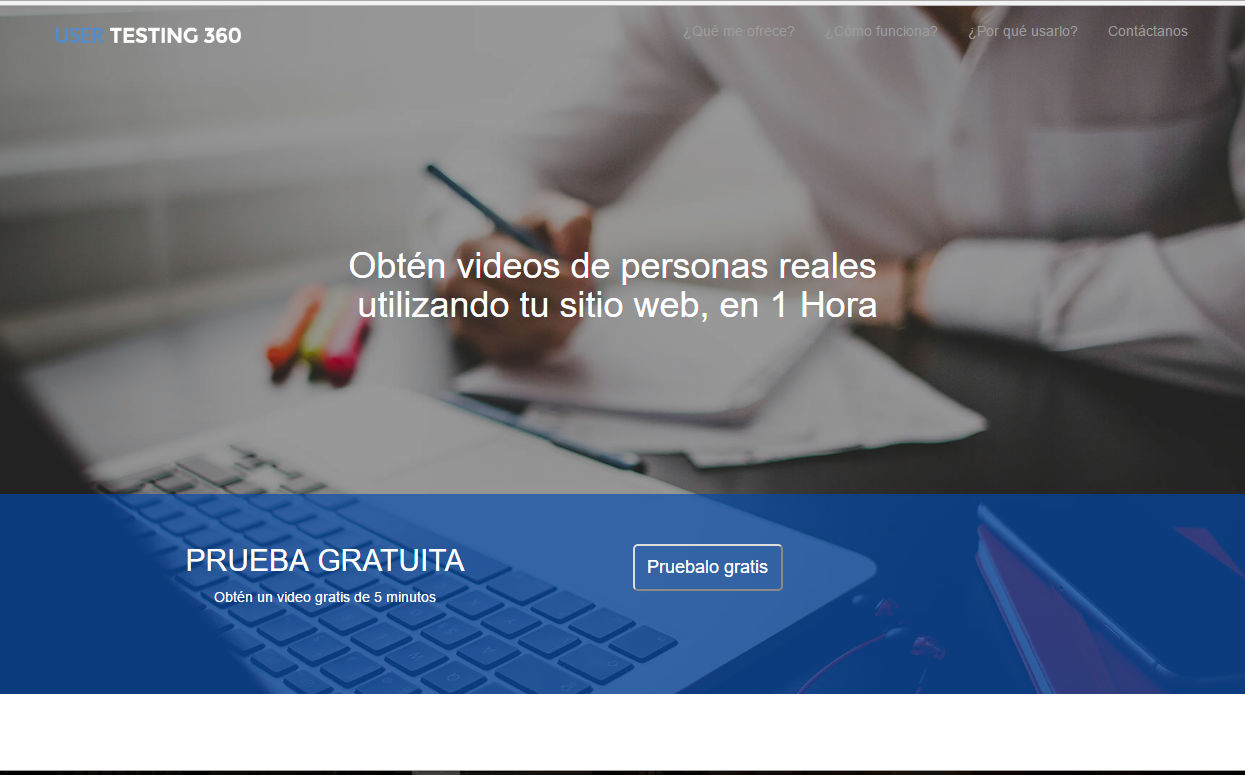 USER TESTING 360
¿Qué me ofrece? ¿Cómo funciona? ¿Por qué usarlo? Contáctanos
Obtén videos de personas reales
utilizando tu sitio web, en 1 Hora
PRUEBA GRATUITA
Obtén un video gratis de 5 minutos
Pruebalo gratis